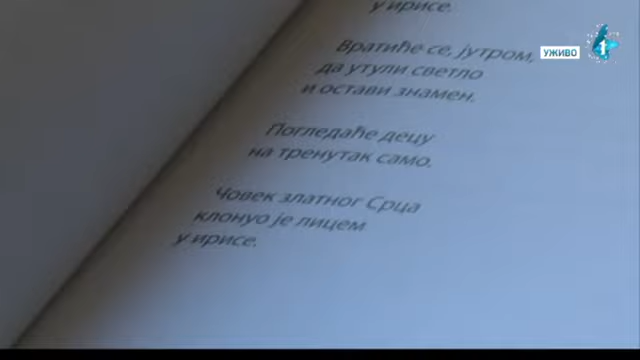 у ирисе.
Вратиће се, јутром,
да утули светло
и остави знамен.
Погледаће децу
на тренутак само.
Човек златног Срца
клонуо је лицем
у ирисе.
УЖИВО